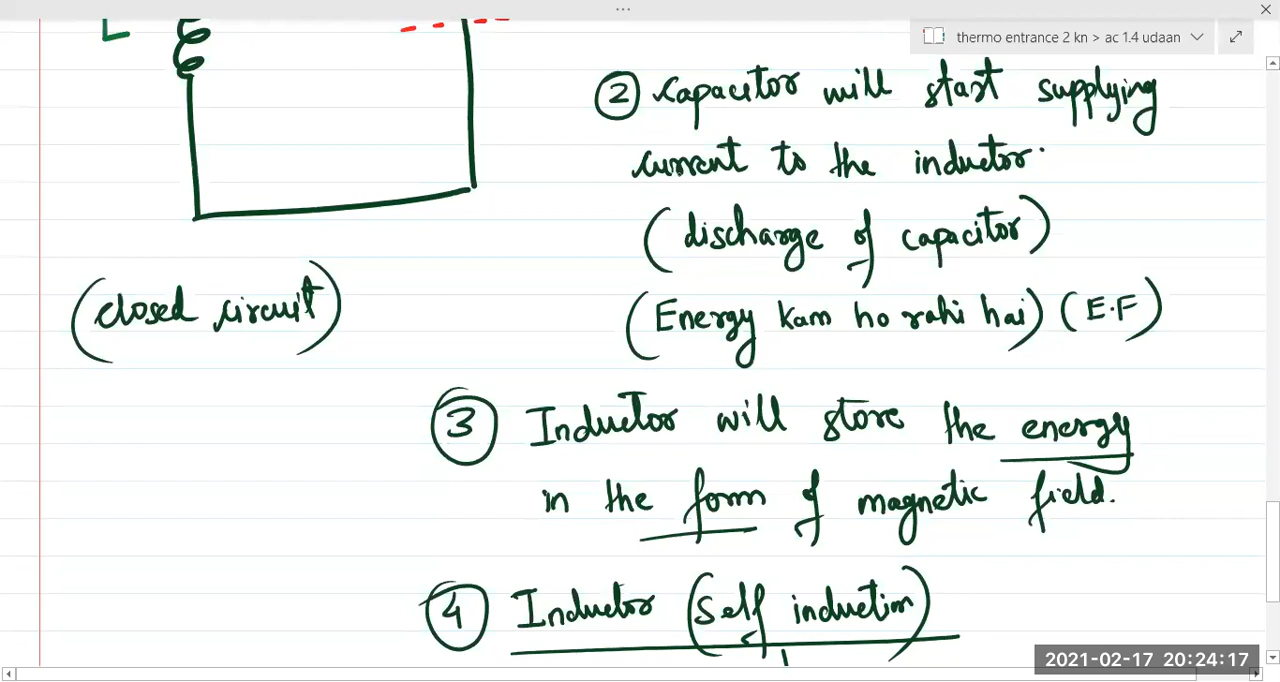 thermo entrance 2 kn > ac 1.4 udaan
L
② Capacitor will start supplying
current to the inductor.
(discharge of capacitor)
(closed circuit)
(Energy kam ho rahi hai) (E.F)
③ Inductor will store the energy
in the form of magnetic field.
④ Inductor (Self induction)
2021-02-17 20:24:17